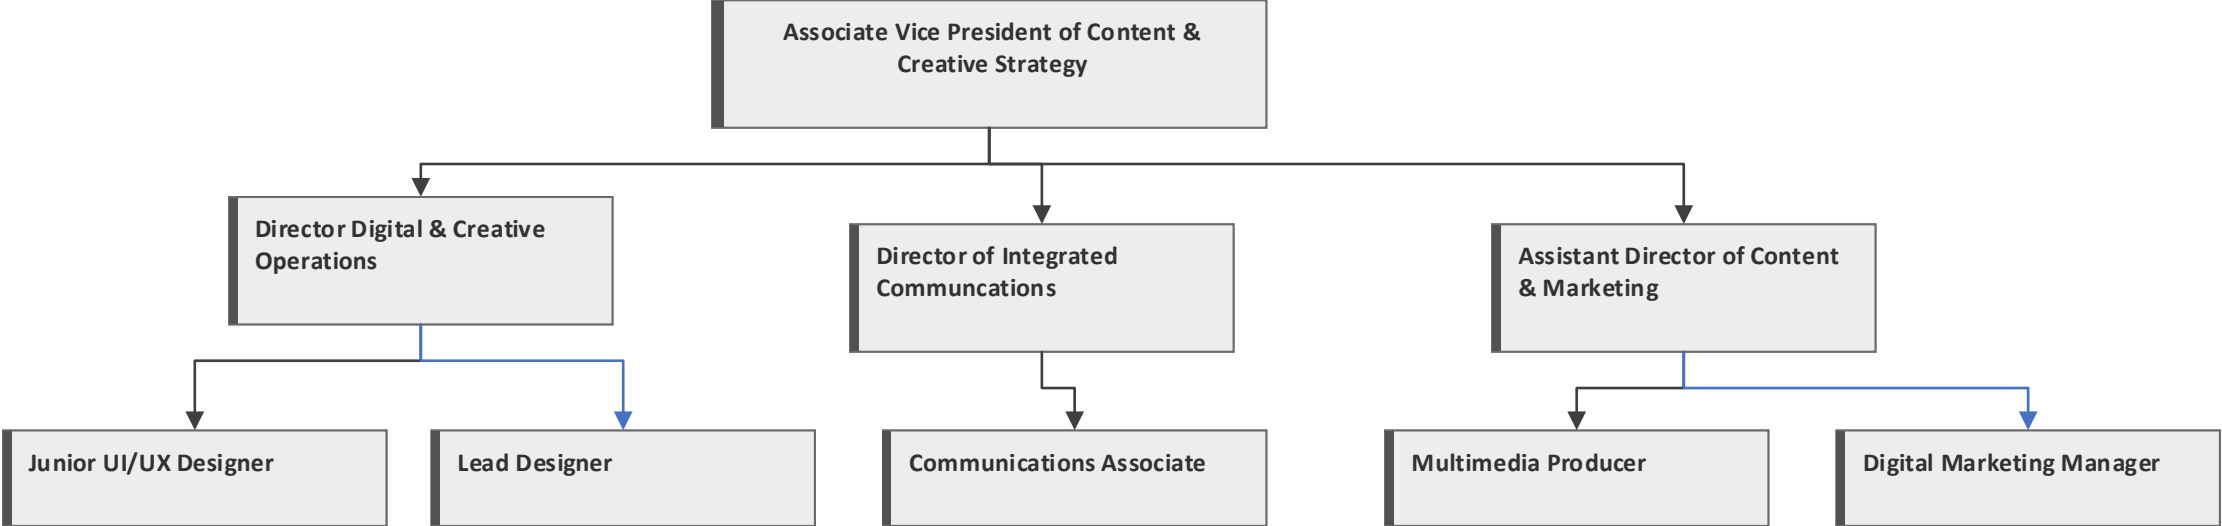 Associate Vice President of Content &
Creative Strategy
Director Digital & Creative
Operations
Director of Integrated
Communcations
Assistant Director of Content
& Marketing
Junior UI/UX Designer
Lead Designer
Communications Associate
Multimedia Producer
Digital Marketing Manager